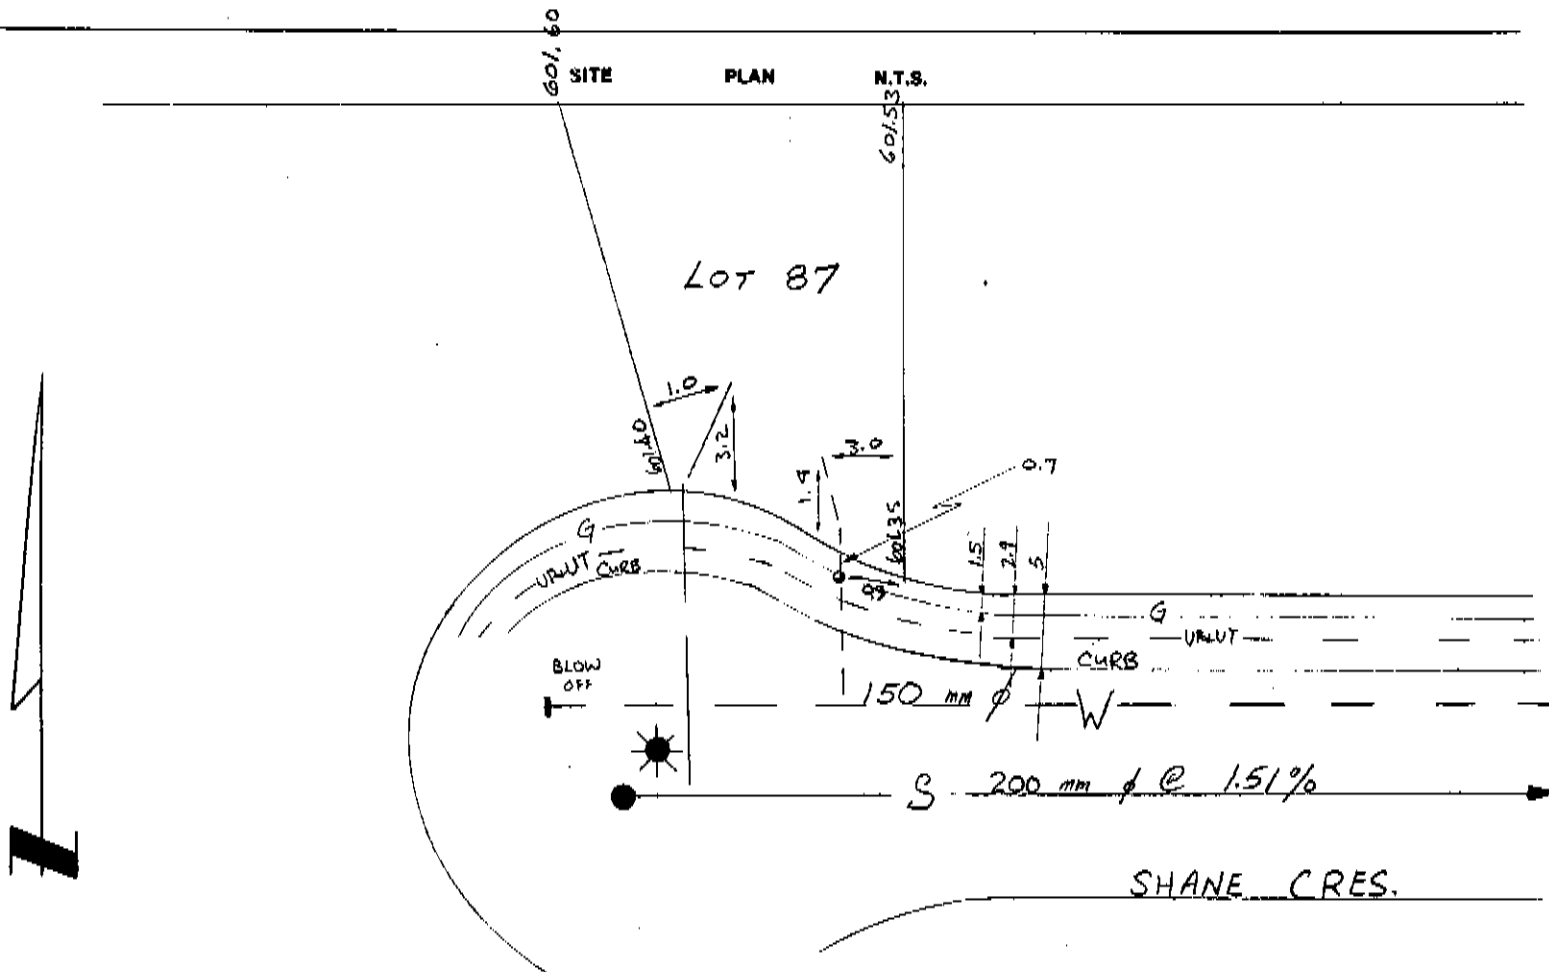 601.60
SITE PLAN N.T.S.
601.53
LOT 87
1.0
601.40
3.2
3.0
1.4
0.7
601.35
1.5
2.9
5
G
CURB
G
CURB
BLOW
OFF
150 mm φ W
S 200 mm φ @ 1.51%
SHANE CRES.